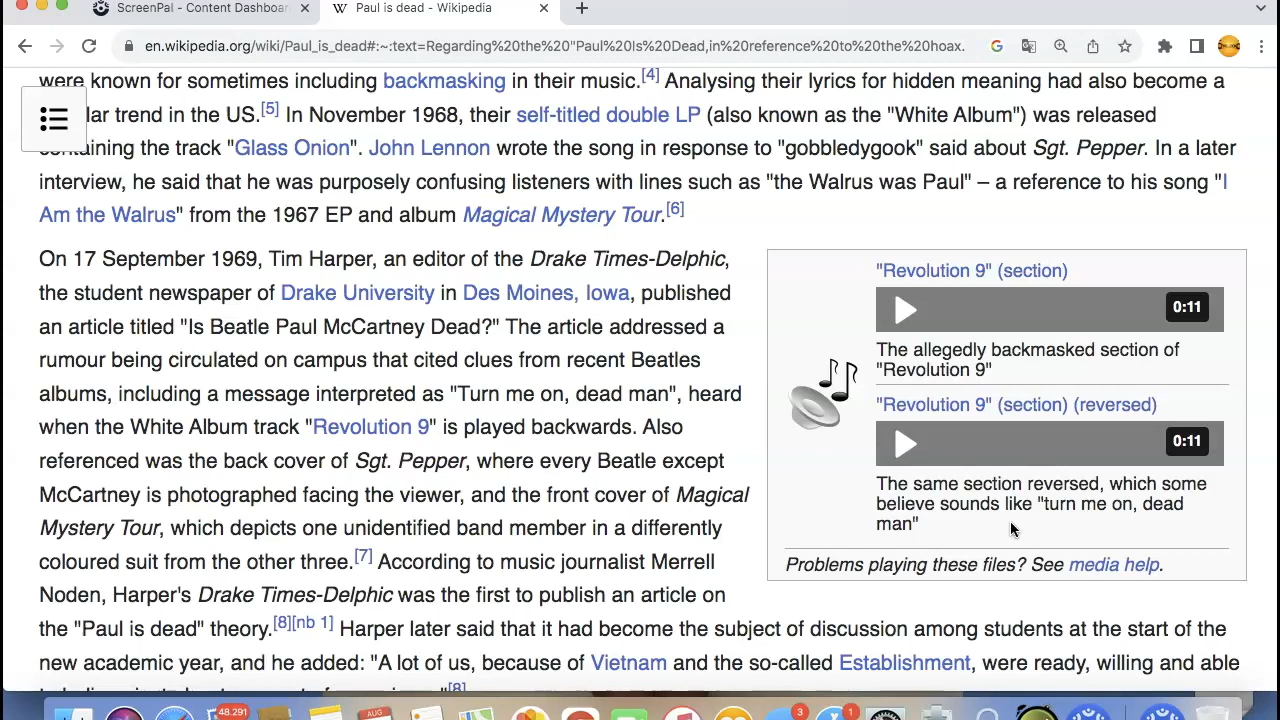 ScreenPal - Content Dashboar
Paul is dead - Wikipedia
en.wikipedia.org/wiki/Paul_is_dead#:~:text=Regarding%20the%20"Paul%20Is%20Dead,in%20reference%20to%20the%20hoax.
were known for sometimes including backmasking in their music.[4] Analysing their lyrics for hidden meaning had also become a
lar trend in the US.[5] In November 1968, their self-titled double LP (also known as the "White Album") was released
containing the track "Glass Onion". John Lennon wrote the song in response to "gobbledygook" said about Sgt. Pepper. In a later
interview, he said that he was purposely confusing listeners with lines such as "the Walrus was Paul" – a reference to his song "I
Am the Walrus" from the 1967 EP and album Magical Mystery Tour.[6]
On 17 September 1969, Tim Harper, an editor of the Drake Times-Delphic,
the student newspaper of Drake University in Des Moines, Iowa, published
an article titled "Is Beatle Paul McCartney Dead?" The article addressed a
rumour being circulated on campus that cited clues from recent Beatles
albums, including a message interpreted as "Turn me on, dead man", heard
when the White Album track "Revolution 9" is played backwards. Also
referenced was the back cover of Sgt. Pepper, where every Beatle except
McCartney is photographed facing the viewer, and the front cover of Magical
Mystery Tour, which depicts one unidentified band member in a differently
coloured suit from the other three.[7] According to music journalist Merrell
Noden, Harper's Drake Times-Delphic was the first to publish an article on
the "Paul is dead" theory.[8][nb 1] Harper later said that it had become the subject of discussion among students at the start of the
new academic year, and he added: "A lot of us, because of Vietnam and the so-called Establishment, were ready, willing and able
"Revolution 9" (section)
0:11
The allegedly backmasked section of
"Revolution 9"
"Revolution 9" (section) (reversed)
0:11
The same section reversed, which some
believe sounds like "turn me on, dead
man"
Problems playing these files? See media help.
[8]
48.291
AUG
3
1